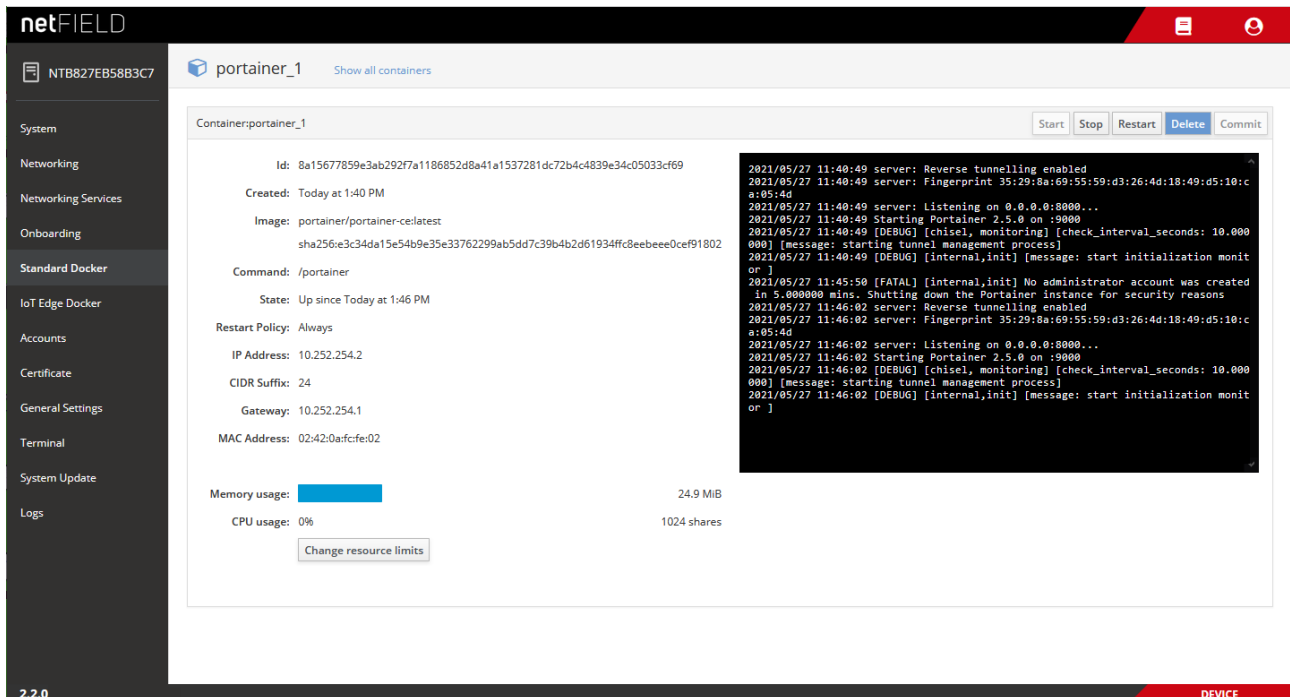 netFIELD
NTB827EB58B3C7
System
Networking
Networking Services
Onboarding
Standard Docker
IoT Edge Docker
Accounts
Certificate
General Settings
Terminal
System Update
Logs
2.2.0
portainer_1 Show all containers
Container:portainer_1
Start Stop Restart Delete Commit
Id: 8a15677859e3ab292f7a1186852d8a41a1537281dc72b4c4839e34c05033cf69
Created: Today at 1:40 PM
Image: portainer/portainer-ce:latest
sha256:e3c34da15e54b9e35e33762299ab5dd7c39b4b2d61934ffc8eebeee0cef91802
Command: /portainer
State: Up since Today at 1:46 PM
Restart Policy: Always
IP Address: 10.252.254.2
CIDR Suffix: 24
Gateway: 10.252.254.1
MAC Address: 02:42:0a:fc:fe:02
Memory usage: 24.9 MiB
CPU usage: 0% 1024 shares
Change resource limits
2021/05/27 11:40:49 server: Reverse tunnelling enabled
2021/05/27 11:40:49 server: Fingerprint 35:29:8a:69:55:59:d3:26:4d:18:49:d5:10:c
a:05:4d
2021/05/27 11:40:49 server: Listening on 0.0.0.0:8000...
2021/05/27 11:40:49 Starting Portainer 2.5.0 on :9000
2021/05/27 11:40:49 [DEBUG] [chisel, monitoring] [check_interval_seconds: 10.000
000] [message: starting tunnel management process]
2021/05/27 11:40:49 [DEBUG] [internal,init] [message: start initialization monit
or ]
2021/05/27 11:45:50 [FATAL] [internal,init] No administrator account was created
in 5.000000 mins. Shutting down the Portainer instance for security reasons
2021/05/27 11:46:02 server: Reverse tunnelling enabled
2021/05/27 11:46:02 server: Fingerprint 35:29:8a:69:55:59:d3:26:4d:18:49:d5:10:c
a:05:4d
2021/05/27 11:46:02 server: Listening on 0.0.0.0:8000...
2021/05/27 11:46:02 Starting Portainer 2.5.0 on :9000
2021/05/27 11:46:02 [DEBUG] [chisel, monitoring] [check_interval_seconds: 10.000
000] [message: starting tunnel management process]
2021/05/27 11:46:02 [DEBUG] [internal,init] [message: start initialization monit
or ]
DEVICE